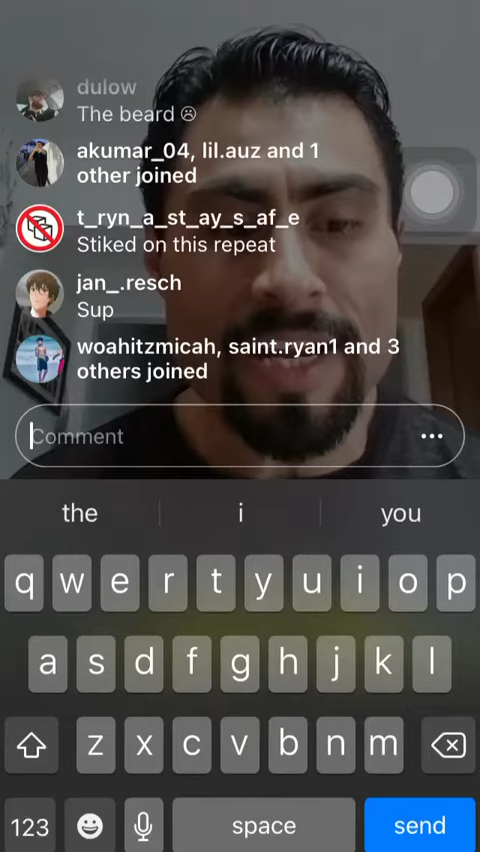 dulow
The beard ☹
akumar_04, lil.auz and 1
other joined
t_ryn_a_st_ay_s_af_e
Stiked on this repeat
jan_.resch
Sup
woahitzmicah, saint.ryan1 and 3
others joined
Comment
the i you
q w e r t y u i o p
a s d f g h j k l
z x c v b n m
123 space send